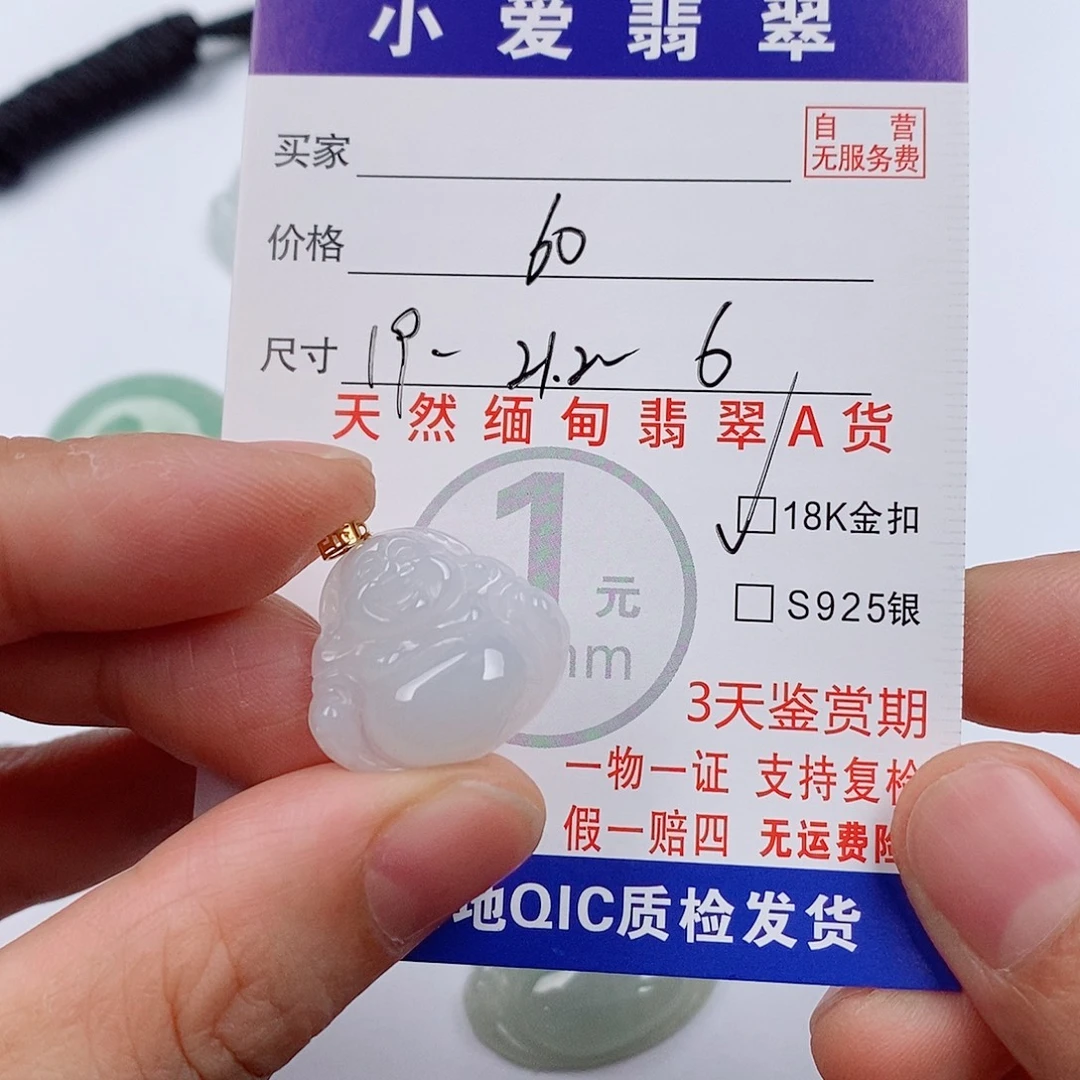 小爱翡翠
买家
自营
无服务费
价格 60
尺寸 19- 21.2 6
天然缅甸翡翠A货
1元
18K金扣
S925银
3天鉴赏期
一物一证 支持复检
假一赔四 无运费险
地QIC质检发货